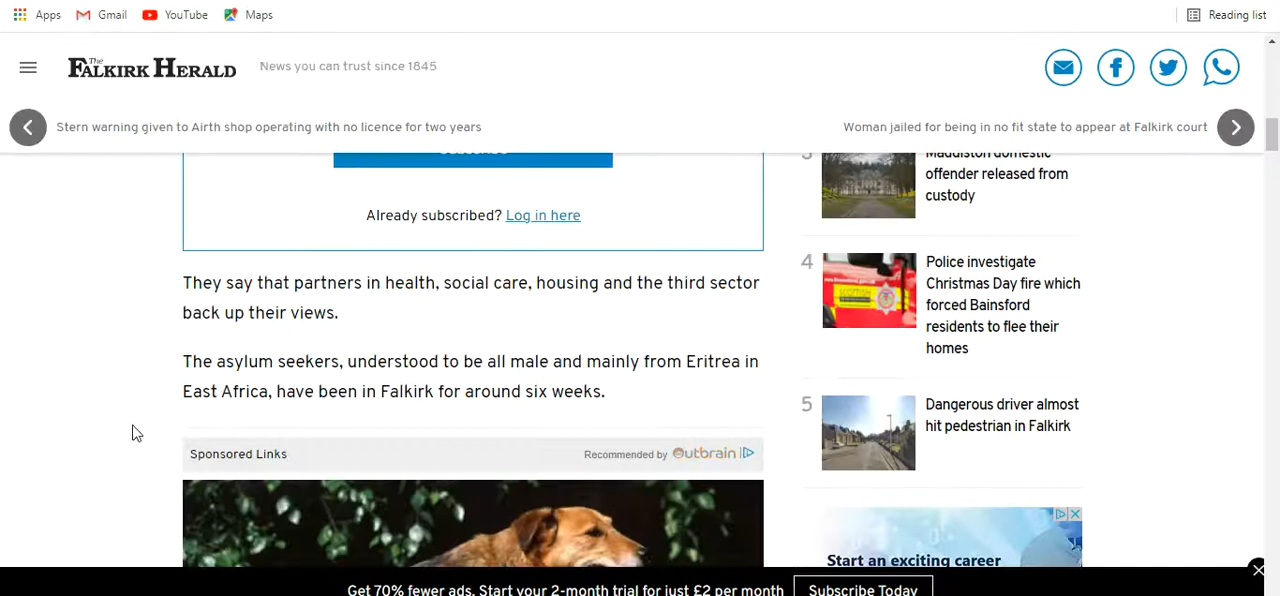 Apps Gmail YouTube Maps Reading list
The FALKIRK HERALD News you can trust since 1845
Stern warning given to Airth shop operating with no licence for two years
Woman jailed for being in no fit state to appear at Falkirk court
Already subscribed? Log in here
They say that partners in health, social care, housing and the third sector
back up their views.
The asylum seekers, understood to be all male and mainly from Eritrea in
East Africa, have been in Falkirk for around six weeks.
Sponsored Links Recommended by Outbrain
3
Maddiston domestic
offender released from
custody
4
Police investigate
Christmas Day fire which
forced Bainsford
residents to flee their
homes
5
Dangerous driver almost
hit pedestrian in Falkirk
Start an exciting career
Get 70% fewer ads. Start your 2-month trial for just £2 per month Subscribe Today